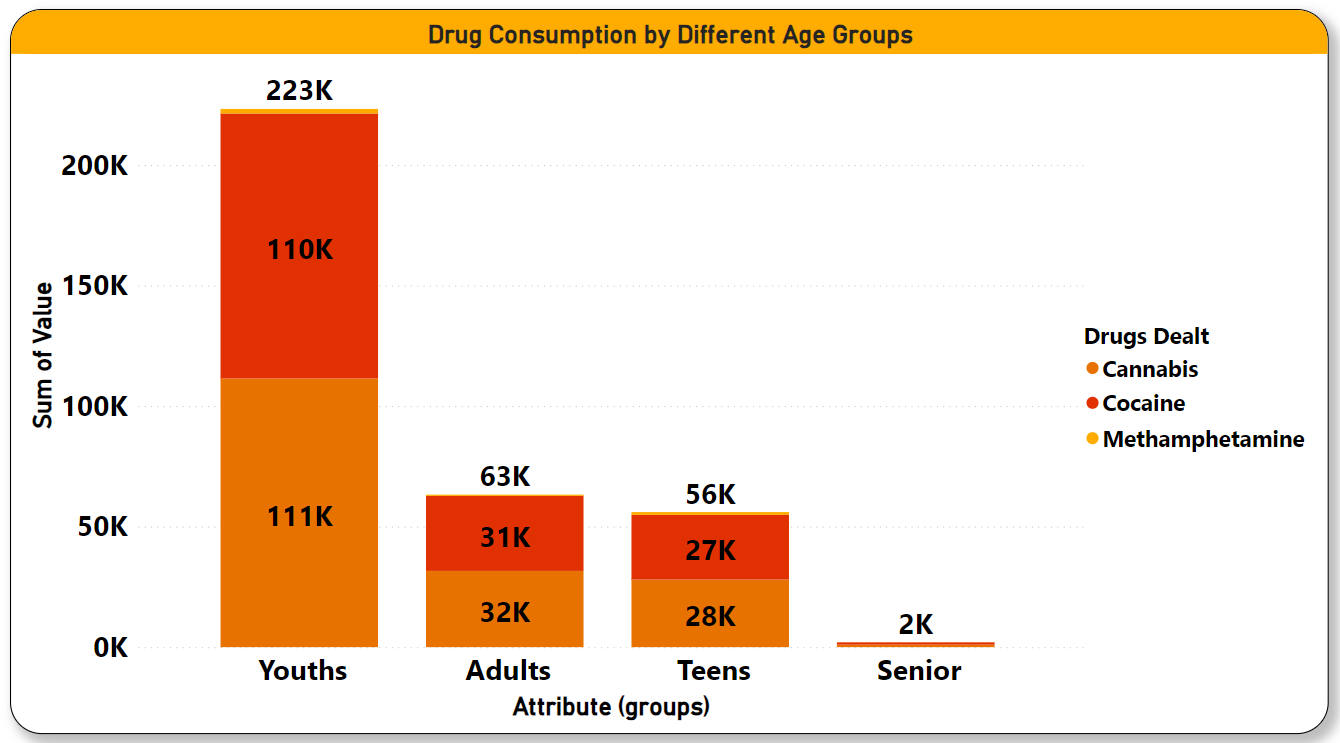 Drug Consumption by Different Age Groups
223K
200K
110K
150K
Sum of Value
100K
111K
63K
56K
50K
31K
27K
32K
28K
2K
0K
Youths
Adults
Teens
Senior
Attribute (groups)
Drugs Dealt
Cannabis
Cocaine
Methamphetamine